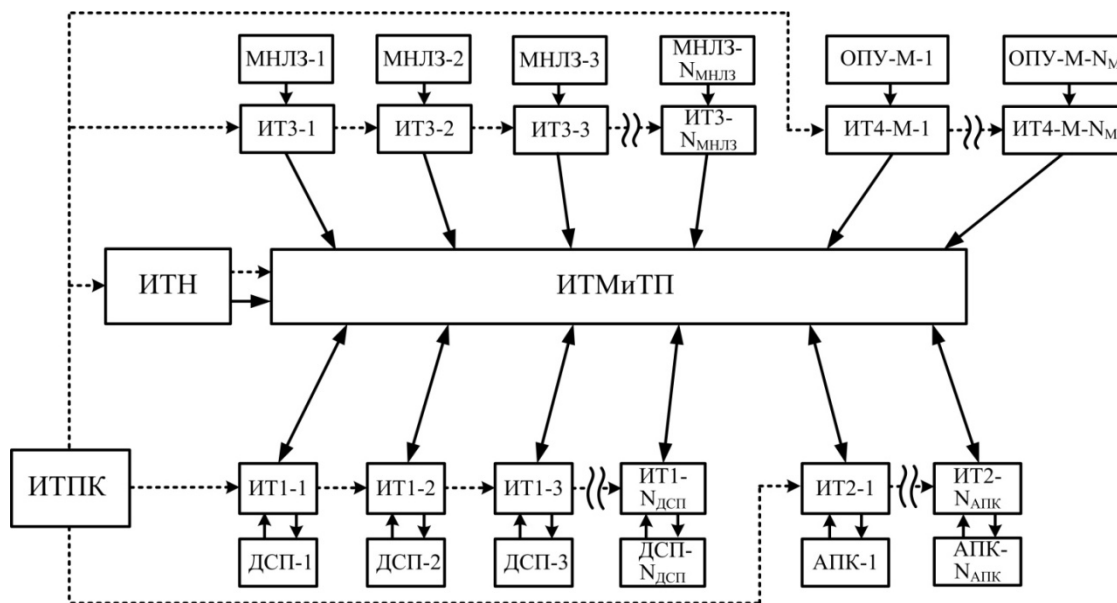 МНЛЗ-1
МНЛЗ-2
МНЛЗ-3
МНЛЗ-
NМНЛЗ
ОПУ-М-1
ОПУ-М-NМ
ИТ3-1
ИТ3-2
ИТ3-3
ИТ3-
NМНЛЗ
ИТ4-М-1
ИТ4-М-NМ
ИТН
ИТМиТП
ИТПК
ИТ1-1
ИТ1-2
ИТ1-3
ИТ1-
NДСП
ИТ2-1
ИТ2-
NАПК
ДСП-1
ДСП-2
ДСП-3
ДСП-
NДСП
АПК-1
АПК-
NАПК